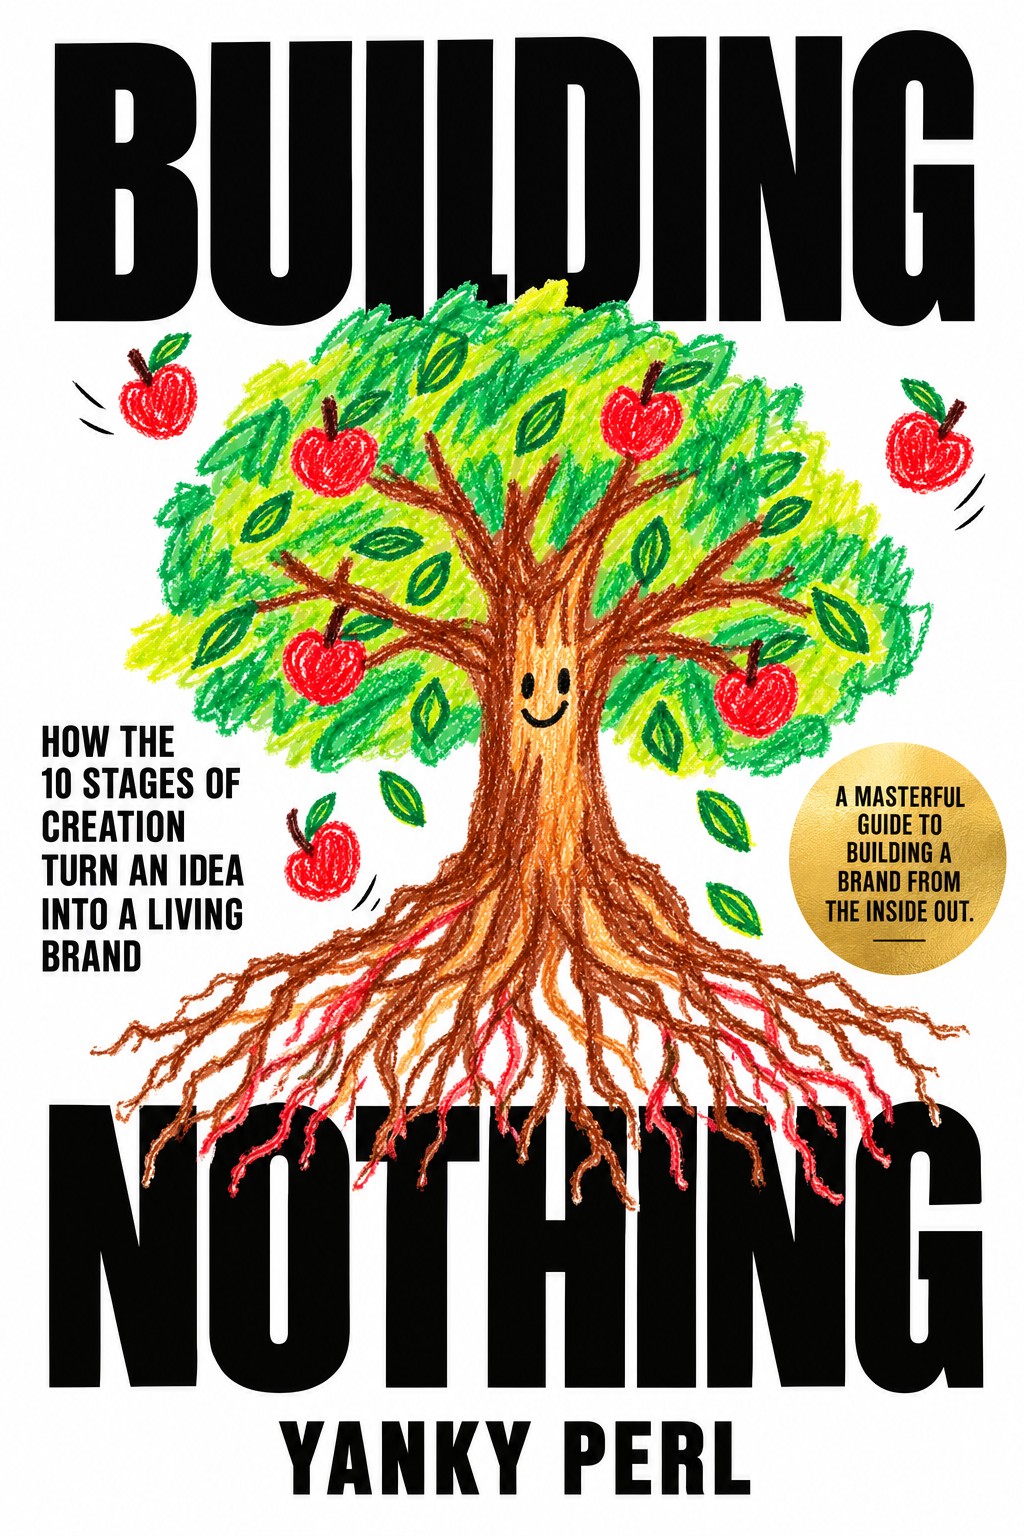 BUILDING
HOW THE
10 STAGES OF
CREATION
TURN AN IDEA
INTO A LIVING
BRAND
A MASTERFUL
GUIDE TO
BUILDING A
BRAND FROM
THE INSIDE OUT.
NOTHING
YANKY PERL